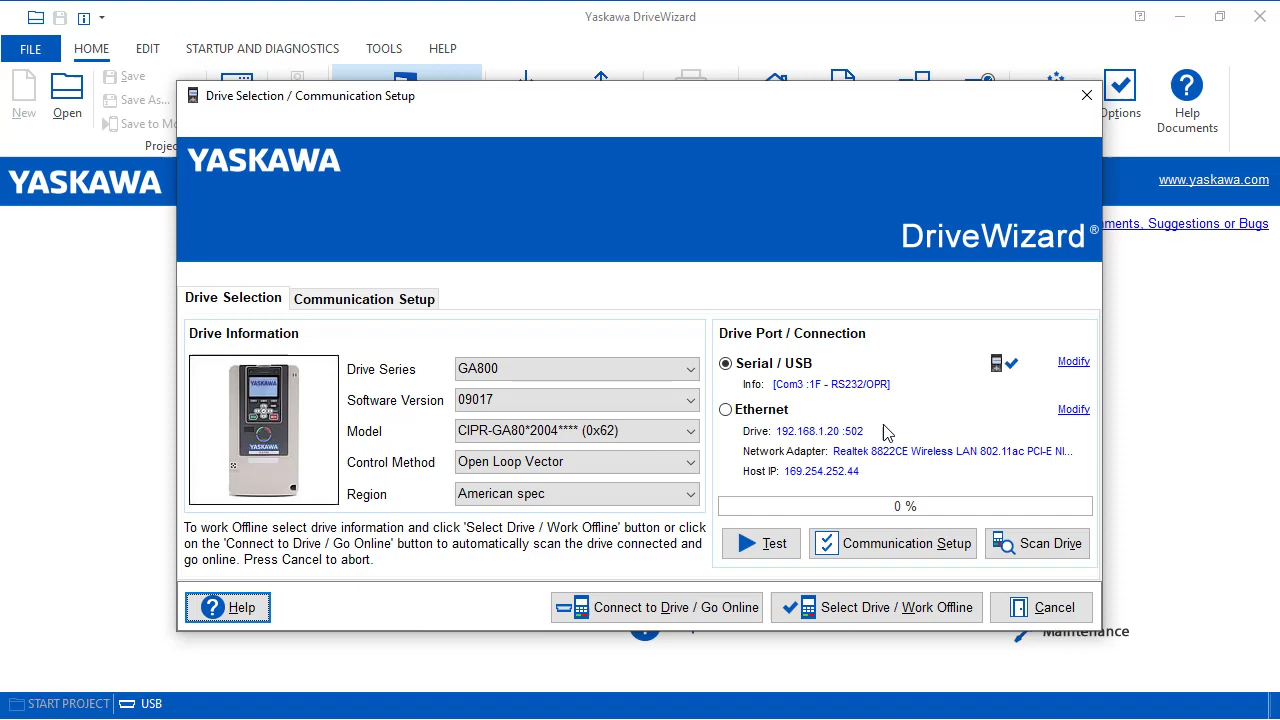 Yaskawa DriveWizard
FILE HOME EDIT STARTUP AND DIAGNOSTICS TOOLS HELP
New
Open
Save
Save As...
Save to Mo
Projec
Options
Help
Documents
YASKAWA
www.yaskawa.com
ments, Suggestions or Bugs
Drive Selection / Communication Setup
YASKAWA
DriveWizard®
Drive Selection
Communication Setup
Drive Information
YASKAWA
YASKAWA
Drive Series GA800
Software Version 09017
Model CIPR-GA80*2004**** (0x62)
Control Method Open Loop Vector
Region American spec
To work Offline select drive information and click 'Select Drive / Work Offline' button or click
on the 'Connect to Drive / Go Online' button to automatically scan the drive connected and
go online. Press Cancel to abort.
Drive Port / Connection
Serial / USB Modify
Info: [Com3 :1F - RS232/OPR]
Ethernet Modify
Drive: 192.168.1.20 :502
Network Adapter: Realtek 8822CE Wireless LAN 802.11ac PCI-E NI...
Host IP: 169.254.252.44
0 %
Test
Communication Setup
Scan Drive
Help
Connect to Drive / Go Online
Select Drive / Work Offline
Cancel
Maintenance
START PROJECT USB